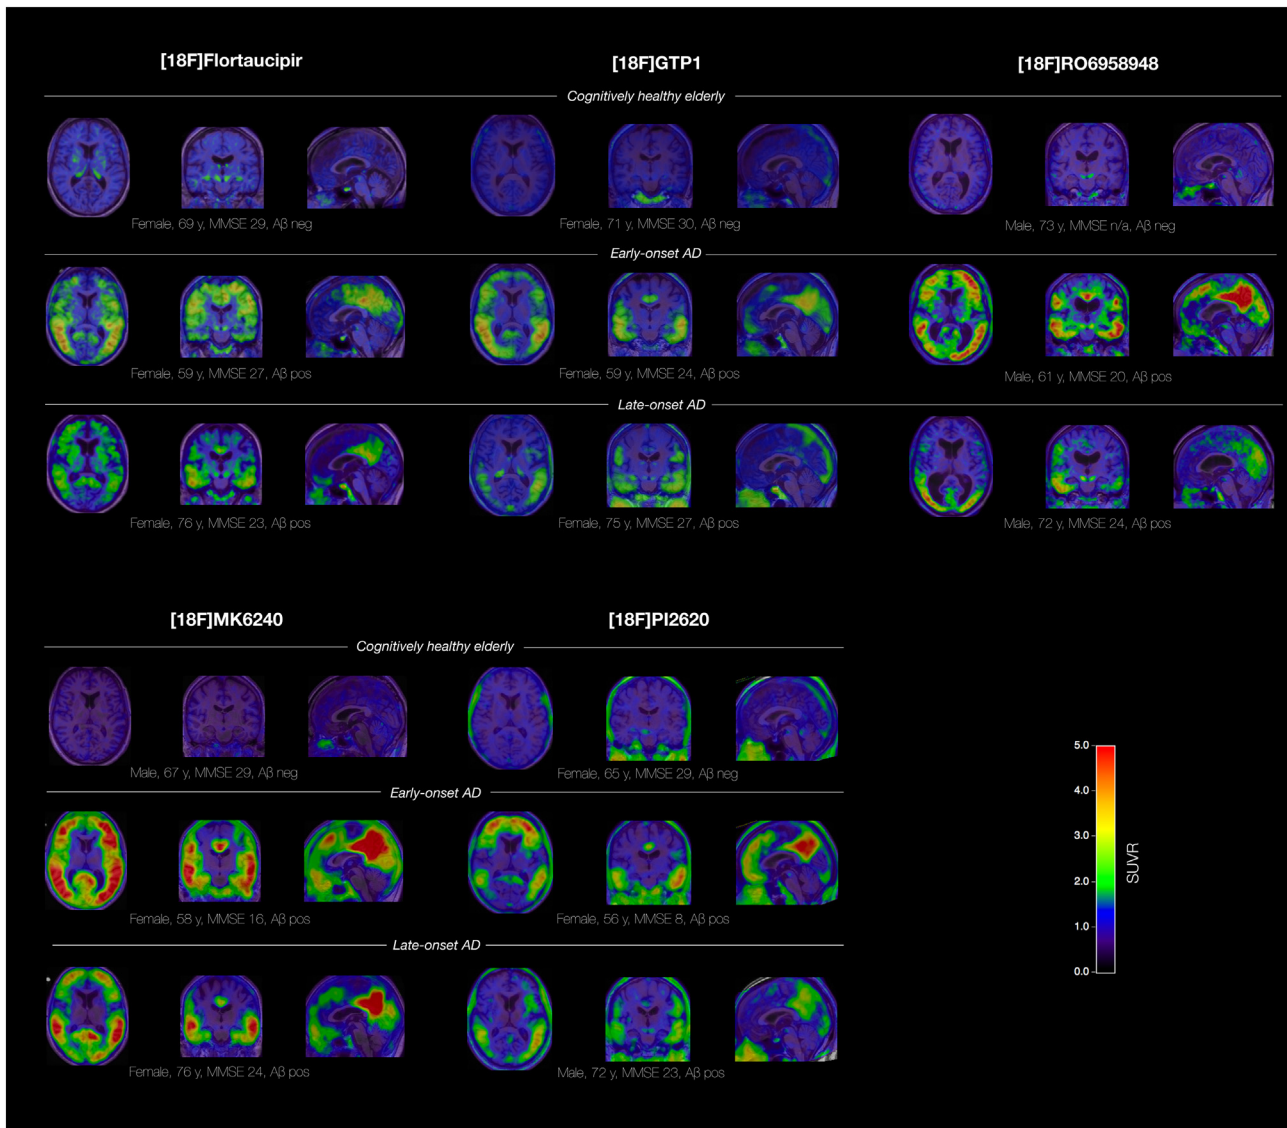 [18F]Flortaucipir
[18F]GTP1
[18F]RO6958948
Cognitively healthy elderly
Female, 69 y, MMSE 29, Aβ neg
Female, 71 y, MMSE 30, Aβ neg
Male, 73 y, MMSE n/a, Aβ neg
Early-onset AD
Female, 59 y, MMSE 27, Aβ pos
Female, 59 y, MMSE 24, Aβ pos
Male, 61 y, MMSE 20, Aβ pos
Late-onset AD
Female, 76 y, MMSE 23, Aβ pos
Female, 75 y, MMSE 27, Aβ pos
Male, 72 y, MMSE 24, Aβ pos
[18F]MK6240
[18F]PI2620
Cognitively healthy elderly
Male, 67 y, MMSE 29, Aβ neg
Female, 65 y, MMSE 29, Aβ neg
Early-onset AD
Female, 58 y, MMSE 16, Aβ pos
Female, 56 y, MMSE 8, Aβ pos
Late-onset AD
Female, 76 y, MMSE 24, Aβ pos
Male, 72 y, MMSE 23, Aβ pos
5.0
4.0
3.0
2.0
1.0
0.0
SUVR